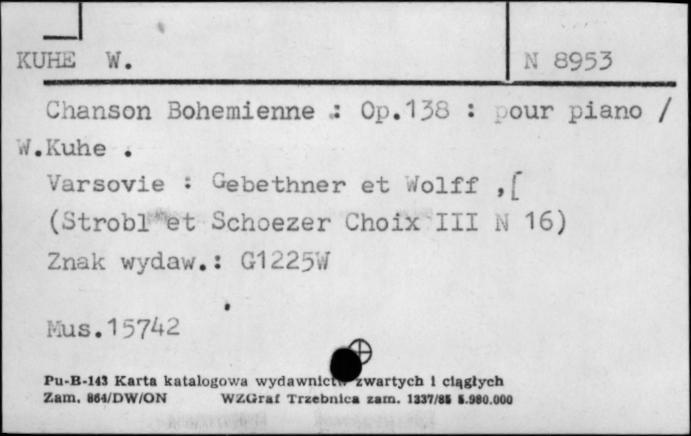 KUHE W.
N 8953
Chanson Bohemienne : Op.138 : pour piano /
W.Kuhe .
Varsovie : Gebethner et Wolff ,[
(Strobl et Schoezer Choix III N 16)
Znak wydaw.: G1225W
Mus.15742
Pu-B-143 Karta katalogowa wydawnictw zwartych i ciągłych
Zam. 864/DW/ON WZGraf Trzebnica zam. 1337/85 5.980.000